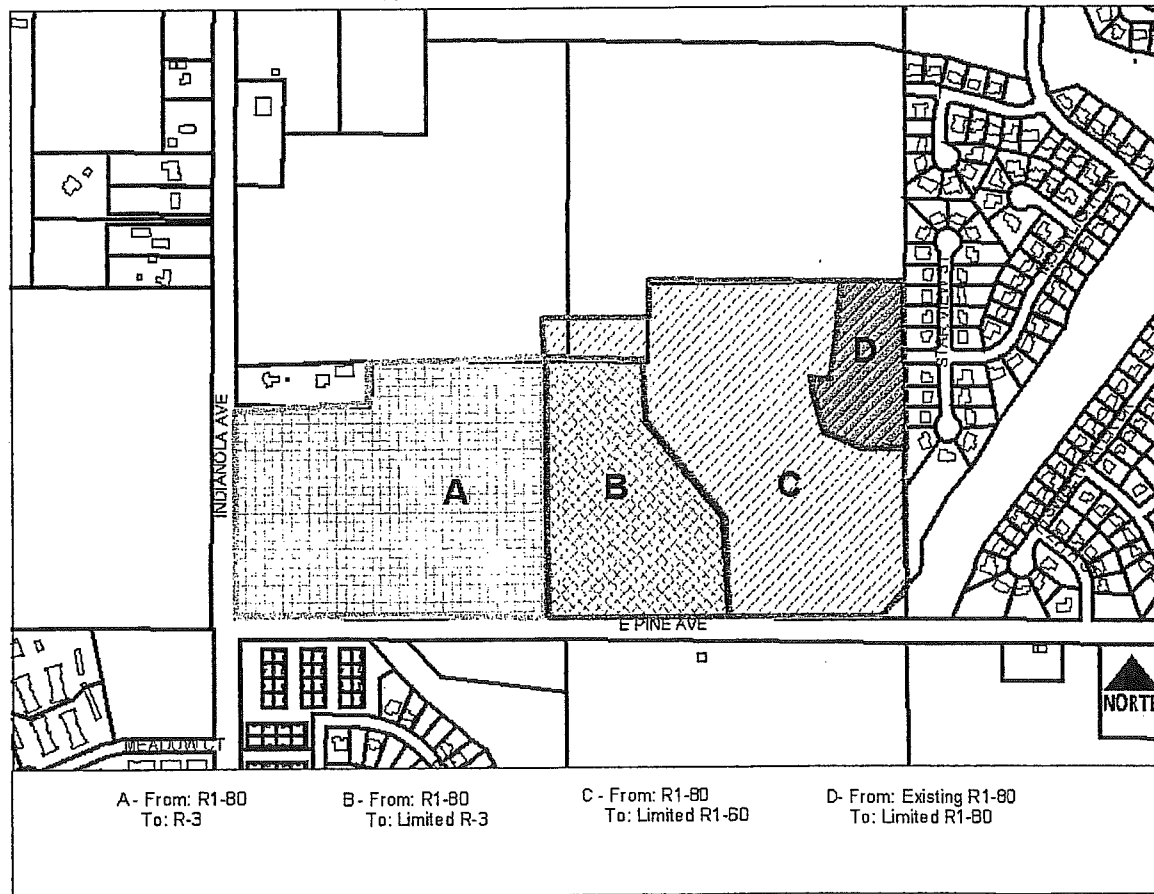 D
A
B
C
INDIANOLA AVE
E PINE AVE
NORTH
MEADOW CT
A - From: R1-80
To: R-3
B - From: R1-80
To: Limited R-3
C - From: R1-80
To: Limited R1-60
D- From: Existing R1-80
To: Limited R1-80